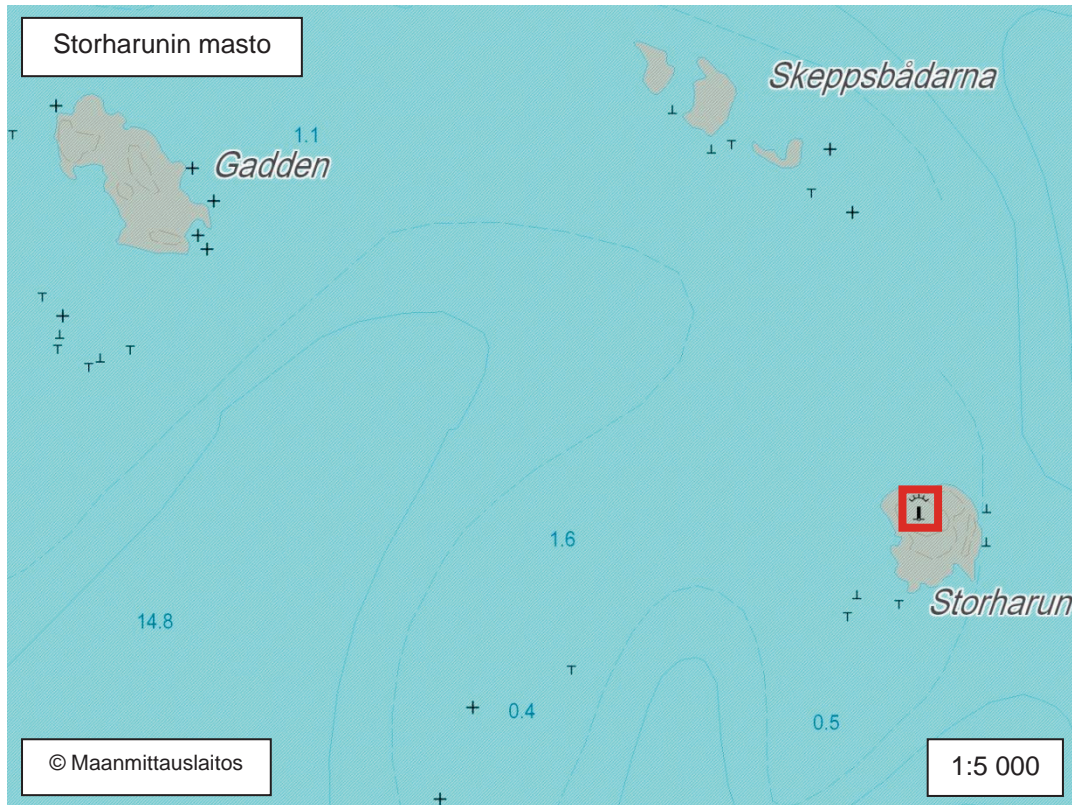 Storharunin masto
Skeppsbådarna
1.1
Gadden
1.6
Storharun
14.8
0.4
0.5
© Maanmittauslaitos
1:5 000